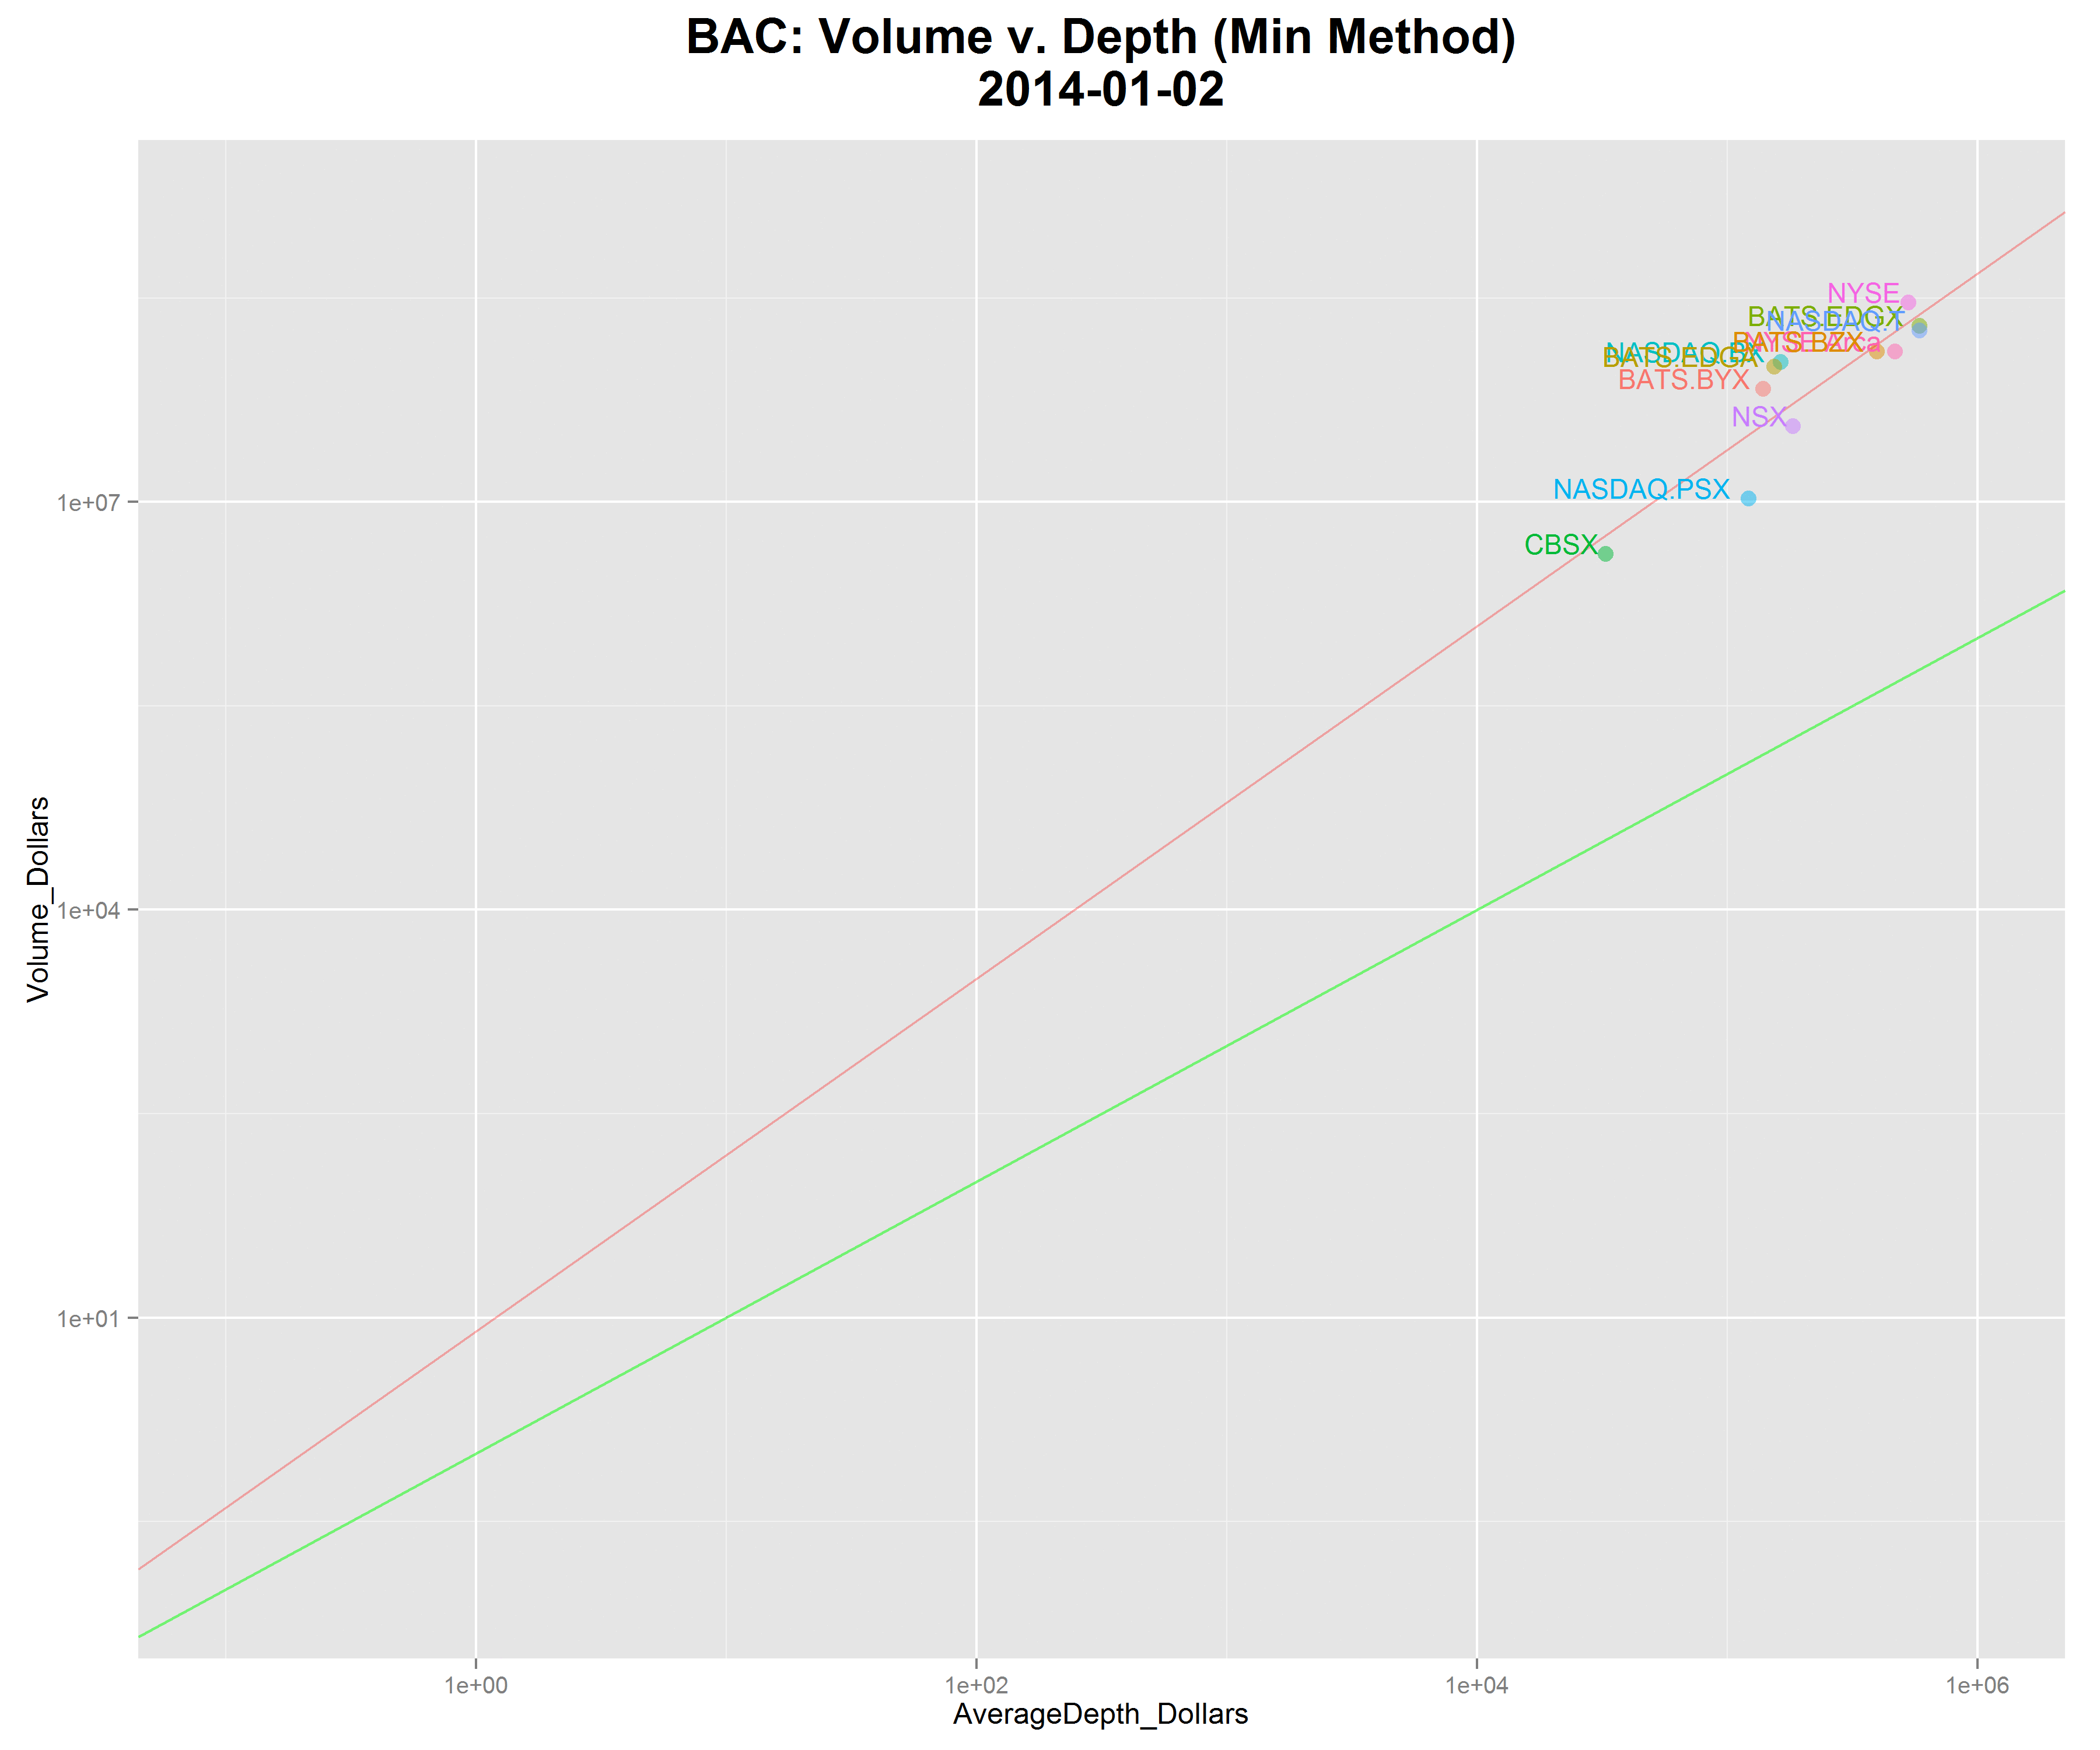 BAC: Volume v. Depth (Min Method)
2014-01-02
Volume_Dollars
1e+07
1e+04
1e+01
NYSE
BATS.EDGX
NASDAQ.T
BATS.BZX
NYSE.Arca
NASDAQ.BX
BATS.EDGA
BATS.BYX
NSX
NASDAQ.PSX
CBSX
1e+00 1e+02 1e+04 1e+06
AverageDepth_Dollars